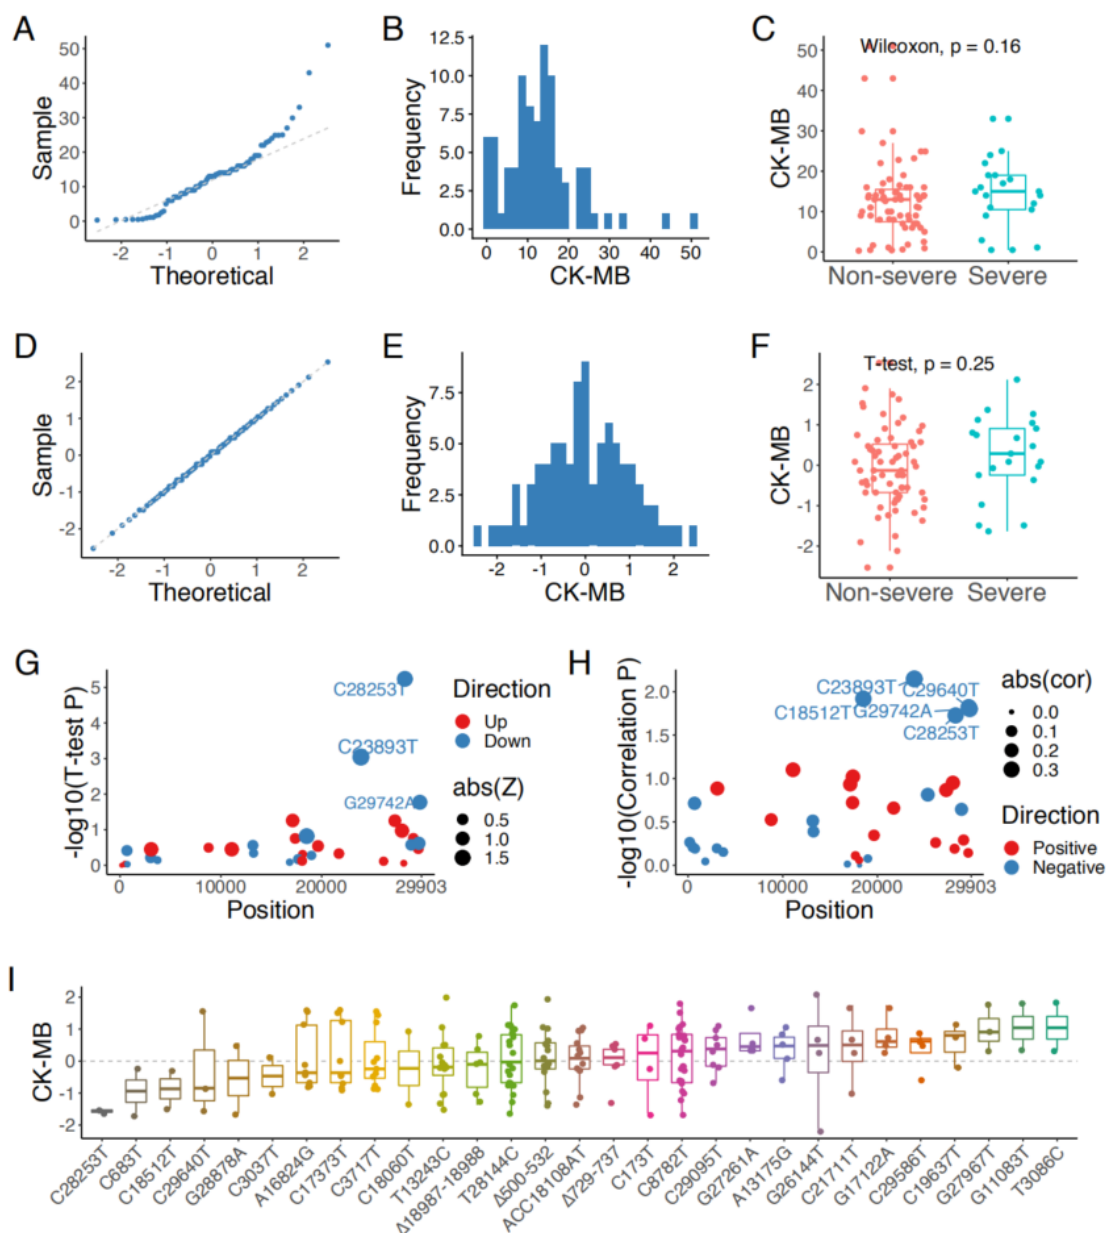 A
50
40
30
20
10
0
Sample
-2 -1 0 1 2
Theoretical
B
12.5
10.0
7.5
5.0
2.5
0.0
Frequency
0 10 20 30 40 50
CK-MB
C
Wilcoxon, p = 0.16
50
40
30
20
10
0
CK-MB
Non-severe Severe
D
2
1
0
-1
-2
Sample
-2 -1 0 1 2
Theoretical
E
7.5
5.0
2.5
0.0
Frequency
-2 -1 0 1 2
CK-MB
F
T-test, p = 0.25
2
1
0
-1
-2
CK-MB
Non-severe Severe
G
5
4
3
2
1
0
-log10(T-test P)
C28253T
C23893T
G29742A
0 10000 20000 29903
Position
Direction
Up
Down
abs(Z)
0.5
1.0
1.5
H
2.0
1.5
1.0
0.5
0.0
-log10(Correlation P)
C23893T C29640T
C18512T G29742A
C28253T
0 10000 20000 29903
Position
abs(cor)
0.0
0.1
0.2
0.3
Direction
Positive
Negative
I
2
1
0
-1
-2
CK-MB
C28253T
C683T
C18512T
C29640T
G28878A
C3037T
A16824G
C17373T
C3717T
C18060T
T13243C
Δ18987-18988
T28144C
Δ500-532
ACC18108AT
Δ729-737
C173T
C8782T
C29095T
G27261A
A13175G
G26144T
C21711T
G17122A
C29586T
C19637T
G27967T
G11083T
T3086C